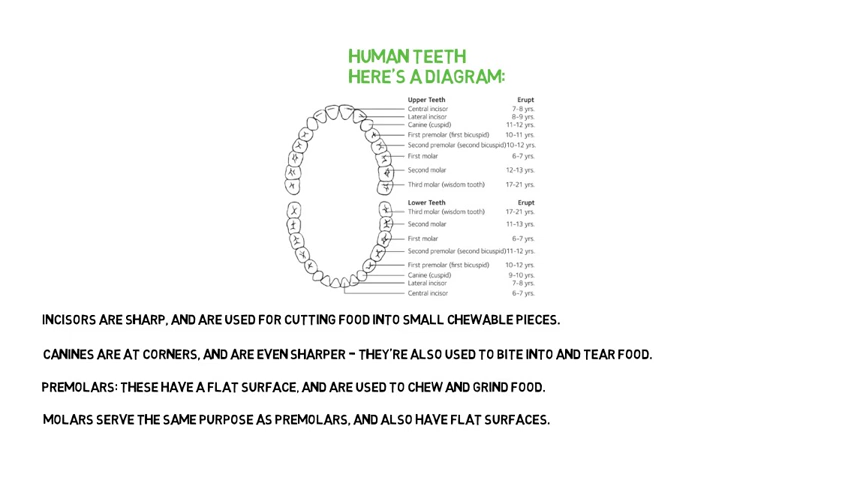 HUMAN TEETH
HERE'S A DIAGRAM:
Upper Teeth Erupt
Central incisor 7-8 yrs.
Lateral incisor 8-9 yrs.
Canine (cuspid) 11-12 yrs.
First premolar (first bicuspid) 10-11 yrs.
Second premolar (second bicuspid)10-12 yrs.
First molar 6-7 yrs.
Second molar 12-13 yrs.
Third molar (wisdom tooth) 17-21 yrs.
Lower Teeth Erupt
Third molar (wisdom tooth) 17-21 yrs.
Second molar 11-13 yrs.
First molar 6-7 yrs.
Second premolar (second bicuspid)11-12 yrs.
First premolar (first bicuspid) 10-12 yrs.
Canine (cuspid) 9-10 yrs.
Lateral incisor 7-8 yrs.
Central incisor 6-7 yrs.
INCISORS ARE SHARP, AND ARE USED FOR CUTTING FOOD INTO SMALL CHEWABLE PIECES.
CANINES ARE AT CORNERS, AND ARE EVEN SHARPER - THEY'RE ALSO USED TO BITE INTO AND TEAR FOOD.
PREMOLARS: THESE HAVE A FLAT SURFACE, AND ARE USED TO CHEW AND GRIND FOOD.
MOLARS SERVE THE SAME PURPOSE AS PREMOLARS, AND ALSO HAVE FLAT SURFACES.